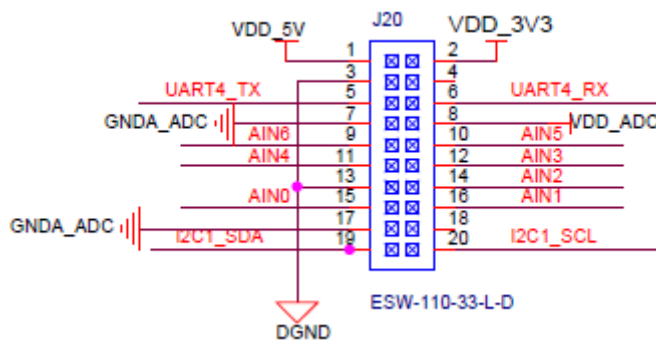 J20
VDD_5V VDD_3V3
1 2
3 4
UART4_TX 5 6 UART4_RX
GNDA_ADC 7 8 VDD_ADC
AIN6 9 10 AIN5
AIN4 11 12 AIN3
13 14 AIN2
AIN0 15 16 AIN1
GNDA_ADC 17 18
I2C1_SDA 19 20 I2C1_SCL
ESW-110-33-L-D
DGND